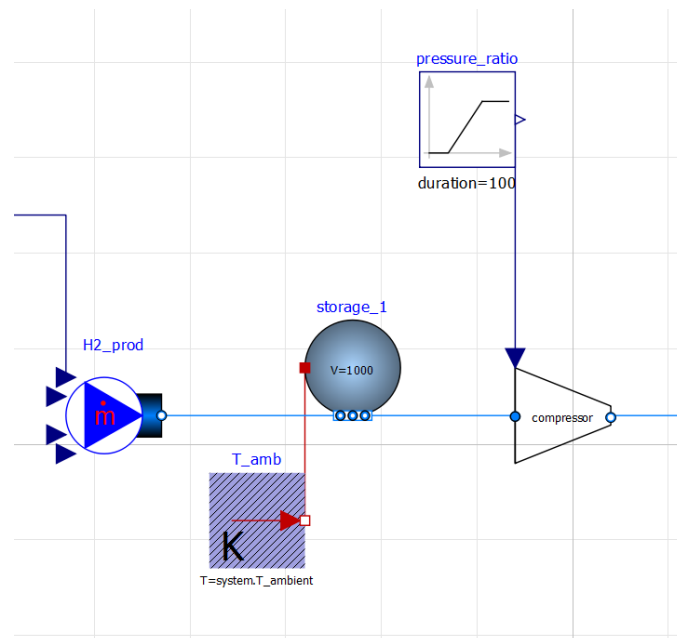 pressure_ratio
duration=100
storage_1
V=1000
H2_prod
ṁ
compressor
T_amb
K
T=system.T_ambient